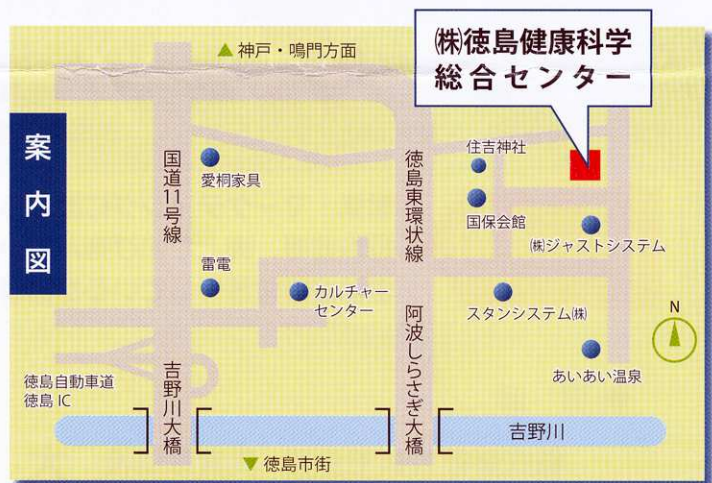 ㈱徳島健康科学
総合センター
▲神戸・鳴門方面
案内図
国道11号線
愛桐家具
徳島東環状線
住吉神社
国保会館
㈱ジャストシステム
雷電
カルチャー
センター
スタンシステム㈱
N
あいあい温泉
徳島自動車道
徳島 IC
吉野川大橋
阿波しらさぎ大橋
吉野川
▼徳島市街